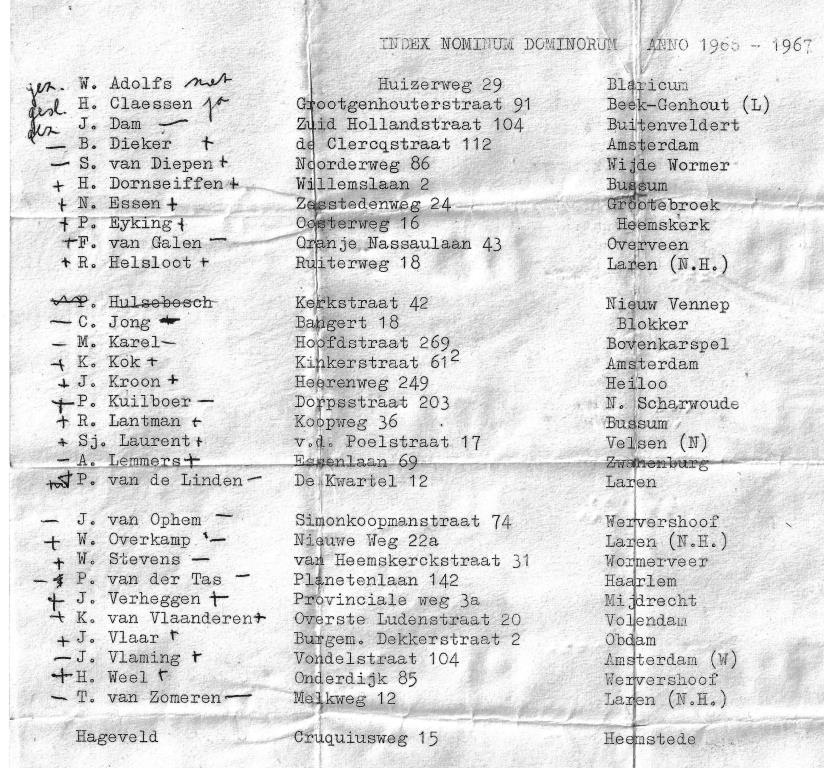 INDEX NOMINUM DOMINORUM ANNO 1965 - 1967
W. Adolfs niet Huizerweg 29 Blaricum
gesl. H. Claessen ja Grootgenhouterstraat 91 Beek-Genhout (L)
J. Dam — Zuid Hollandstraat 104 Buitenveldert
— B. Dieker + de Clercqstraat 112 Amsterdam
— S. van Diepen + Noorderweg 86 Wijde Wormer
+ H. Dornseiffen + Willemslaan 2 Bussum
+ N. Essen + Zesstedenweg 24 Grootebroek
+ P. Eyking + Oosterweg 16 Heemskerk
+ F. van Galen — Oranje Nassaulaan 43 Overveen
+ R. Helsloot + Ruiterweg 18 Laren (N.H.)
P. Hulsebosch Kerkstraat 42 Nieuw Vennep
— C. Jong Bangert 18 Blokker
— M. Karel — Hoofdstraat 269 Bovenkarspel
+ K. Kok + Kinkerstraat 61² Amsterdam
+ J. Kroon + Heerenweg 249 Heiloo
+ P. Kuilboer — Dorpsstraat 203 N. Scharwoude
+ R. Lantman + Koopweg 36 Bussum
+ Sj. Laurent + v.d. Poelstraat 17 Velsen (N)
— A. Lemmers + Essenlaan 69 Zwanenburg
P. van de Linden — De Kwartel 12 Laren
— J. van Ophem — Simonkoopmanstraat 74 Wervershoof
+ W. Overkamp — Nieuwe Weg 22a Laren (N.H.)
+ W. Stevens — van Heemskerckstraat 31 Wormerveer
— P. van der Tas — Planetenlaan 142 Haarlem
+ J. Verheggen + Provinciale weg 3a Mijdrecht
+ K. van Vlaanderen + Overste Ludenstraat 20 Volendam
+ J. Vlaar + Burgem. Dekkerstraat 2 Obdam
— J. Vlaming + Vondelstraat 104 Amsterdam (W)
+ H. Weel + Onderdijk 85 Wervershoof
— T. van Zomeren — Melkweg 12 Laren (N.H.)
Hageveld Cruquiusweg 15 Heemstede